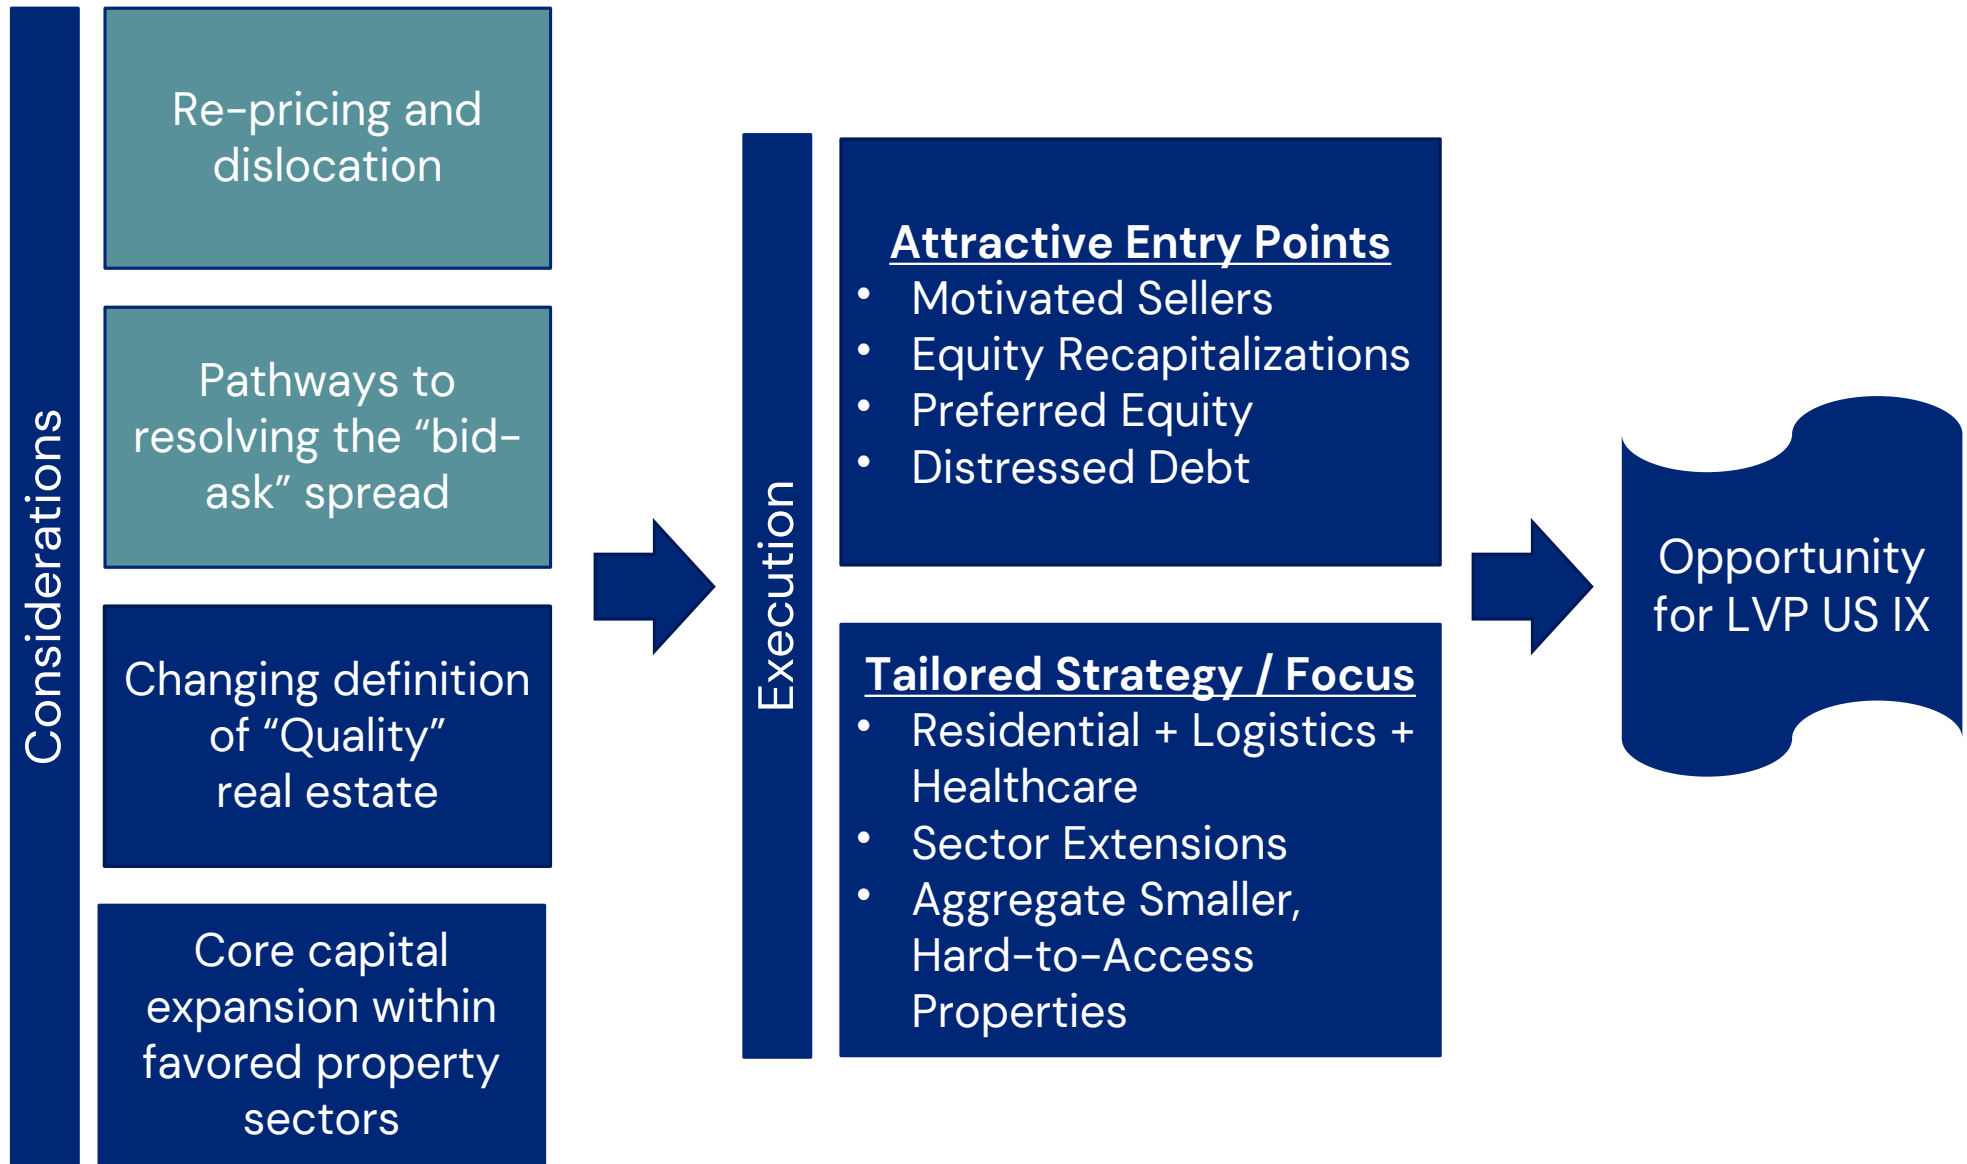 Considerations
Re-pricing and
dislocation
Pathways to
resolving the “bid-
ask” spread
Changing definition
of “Quality”
real estate
Core capital
expansion within
favored property
sectors
Execution
Attractive Entry Points
• Motivated Sellers
• Equity Recapitalizations
• Preferred Equity
• Distressed Debt
Tailored Strategy / Focus
• Residential + Logistics +
Healthcare
• Sector Extensions
• Aggregate Smaller,
Hard-to-Access
Properties
Opportunity
for LVP US IX